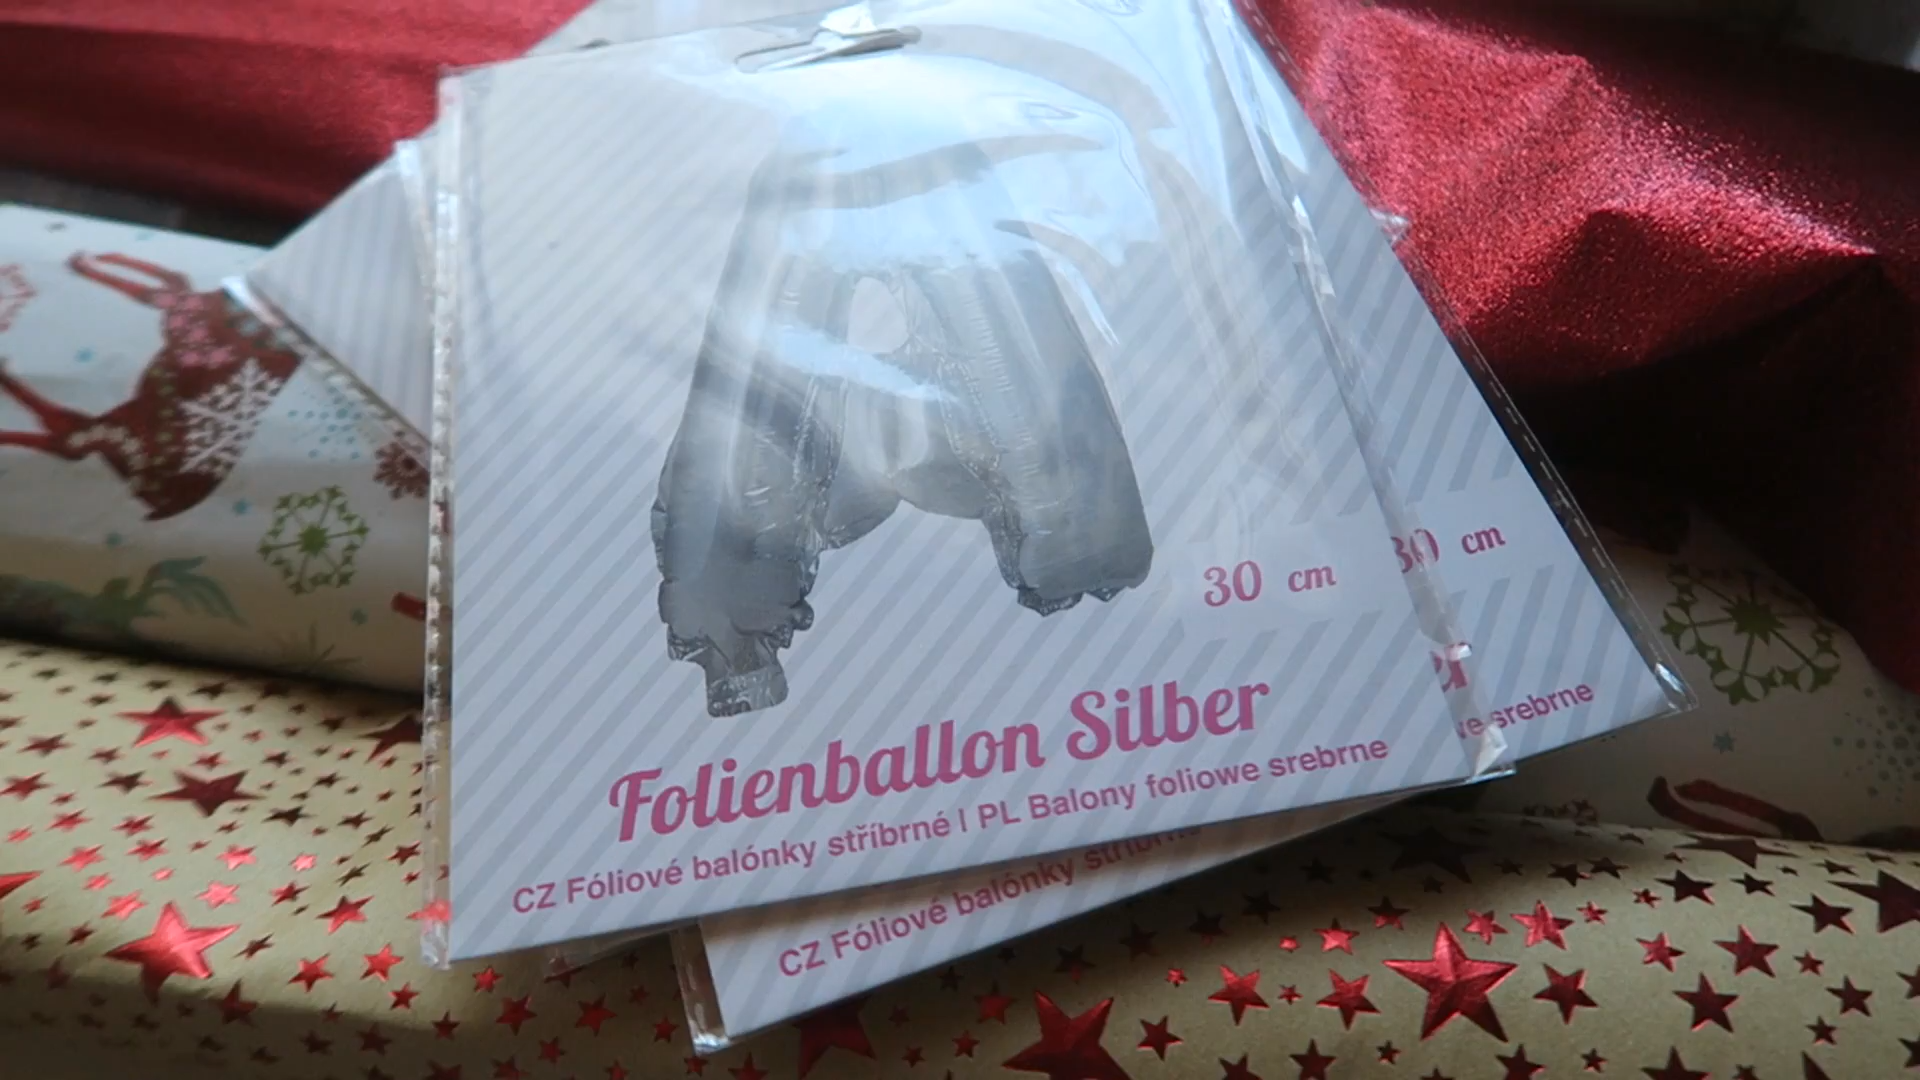 30 cm
Folienballon Silber
CZ Fóliové balónky stříbrné | PL Balony foliowe srebrne
30 cm
srebrne
CZ Fóliové balónky stříbrné